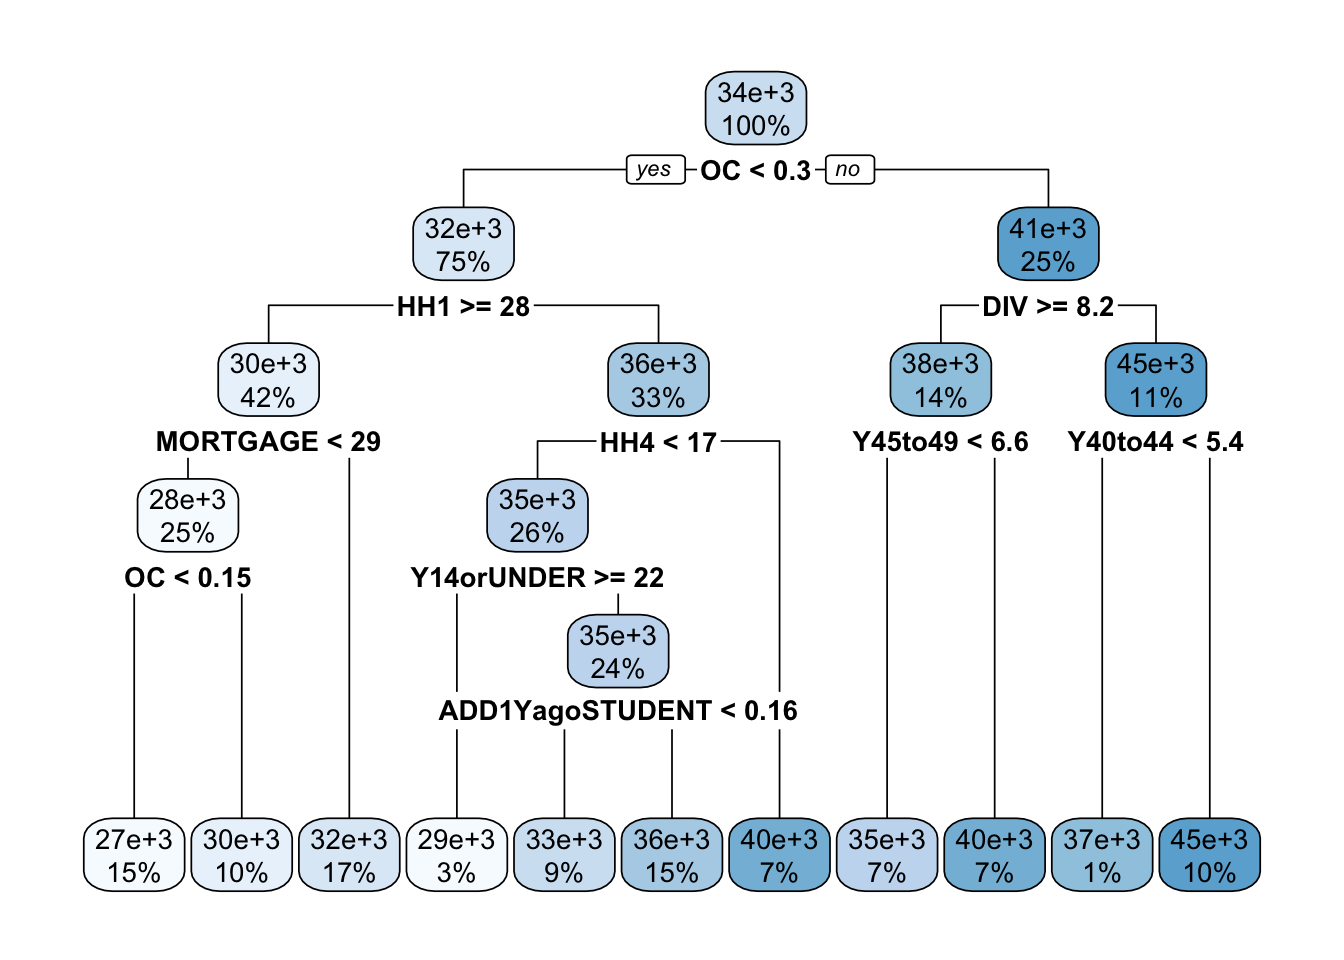 34e+3
100%
yes OC < 0.3 no
32e+3
75%
41e+3
25%
HH1 >= 28
DIV >= 8.2
30e+3
42%
36e+3
33%
38e+3
14%
45e+3
11%
MORTGAGE < 29
HH4 < 17
Y45to49 < 6.6
Y40to44 < 5.4
28e+3
25%
35e+3
26%
OC < 0.15
Y14orUNDER >= 22
35e+3
24%
ADD1YagoSTUDENT < 0.16
27e+3
15%
30e+3
10%
32e+3
17%
29e+3
3%
33e+3
9%
36e+3
15%
40e+3
7%
35e+3
7%
40e+3
7%
37e+3
1%
45e+3
10%